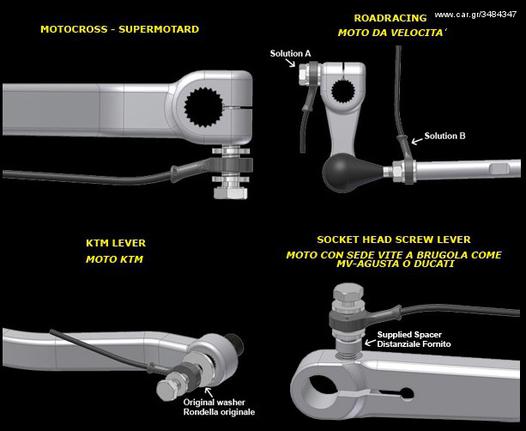 www.car.gr/3484347
MOTOCROSS - SUPERMOTARD
ROADRACING
MOTO DA VELOCITA´
Solution A
Solution B
KTM LEVER
MOTO KTM
Original washer
Rondella originale
SOCKET HEAD SCREW LEVER
MOTO CON SEDE VITE A BRUGOLA COME
MV-AGUSTA O DUCATI
Supplied Spacer
Distanziale Fornito